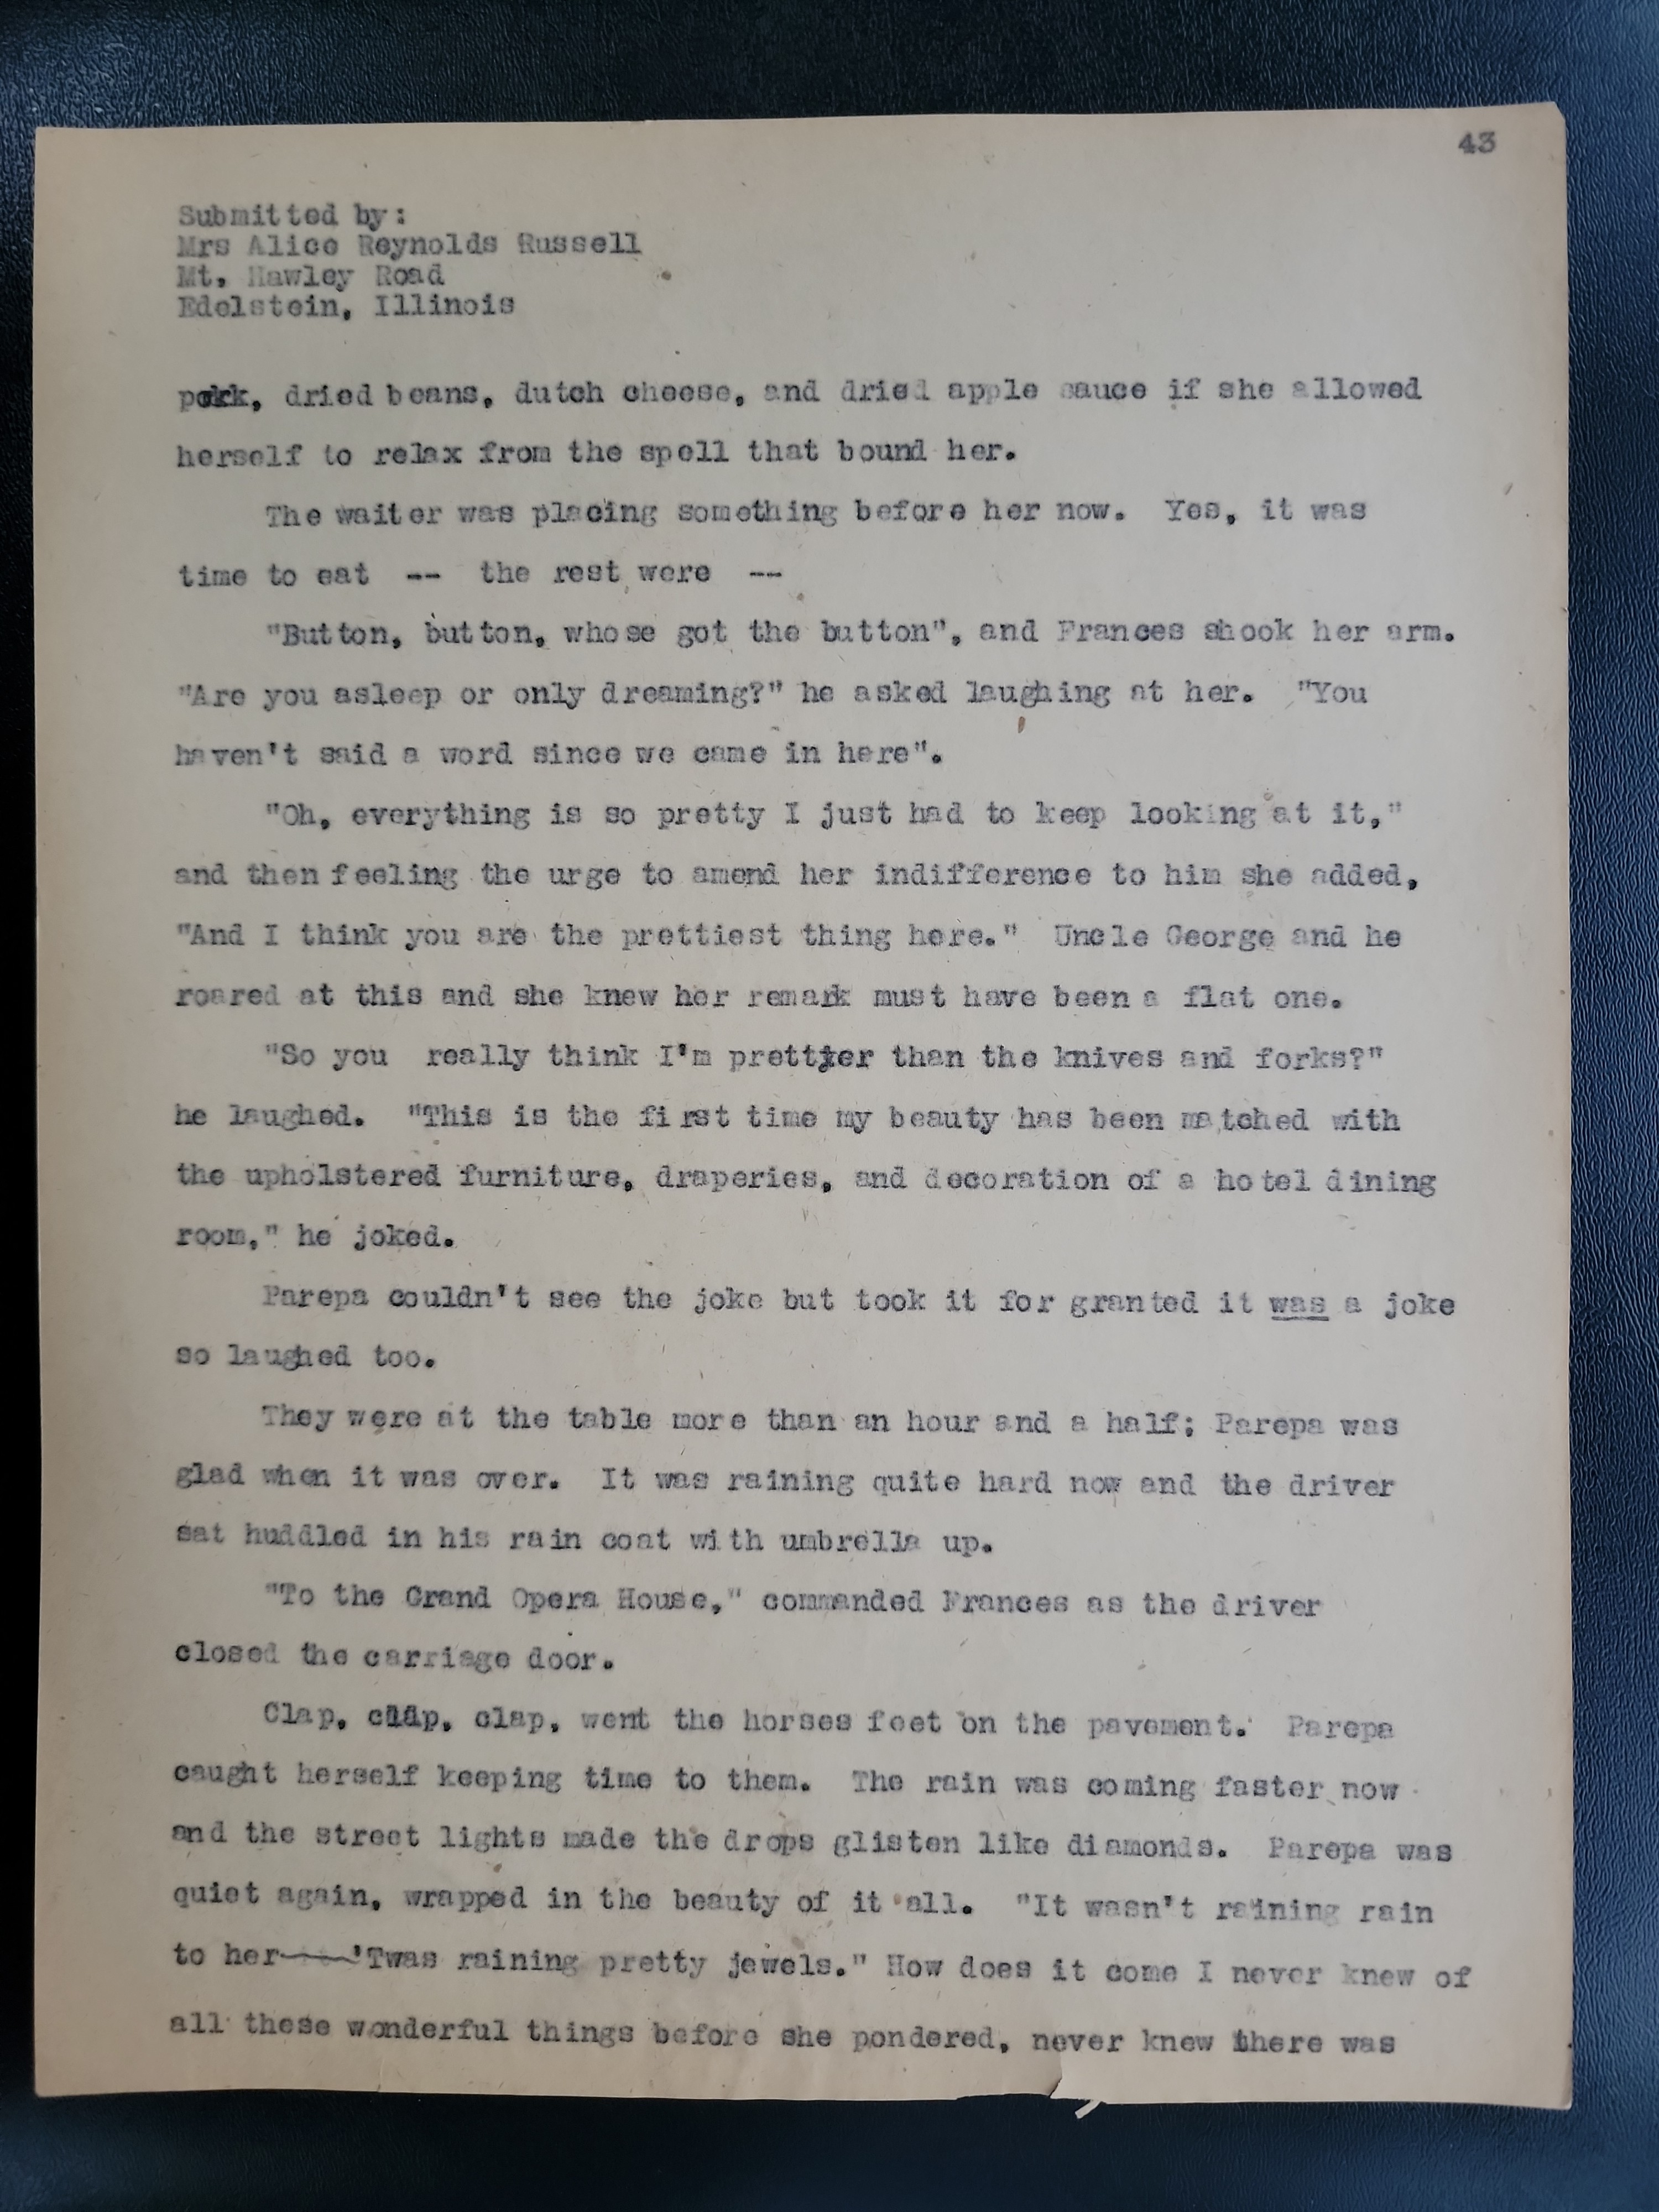 43
Submitted by:
Mrs Alice Reynolds Russell
Mt. Hawley Road
Edelstein, Illinois
pork, dried beans, dutch cheese, and dried apple sauce if she allowed
herself to relax from the spell that bound her.
The waiter was placing something before her now. Yes, it was
time to eat -- the rest were --
"Button, button, whose got the button", and Frances shook her arm.
"Are you asleep or only dreaming?" he asked laughing at her. "You
haven't said a word since we came in here".
"Oh, everything is so pretty I just had to keep looking at it,"
and then feeling the urge to amend her indifference to him she added,
"And I think you are the prettiest thing here." Uncle George and he
roared at this and she knew her remark must have been a flat one.
"So you really think I'm prettier than the knives and forks?"
he laughed. "This is the first time my beauty has been matched with
the upholstered furniture, draperies, and decoration of a hotel dining
room," he joked.
Parepa couldn't see the joke but took it for granted it was a joke
so laughed too.
They were at the table more than an hour and a half; Parepa was
glad when it was over. It was raining quite hard now and the driver
sat huddled in his rain coat with umbrella up.
"To the Grand Opera House," commanded Frances as the driver
closed the carriage door.
Clap, clap, clap, went the horses feet on the pavement. Parepa
caught herself keeping time to them. The rain was coming faster now
and the street lights made the drops glisten like diamonds. Parepa was
quiet again, wrapped in the beauty of it all. "It wasn't raining rain
to her——'Twas raining pretty jewels." How does it come I never knew of
all these wonderful things before she pondered, never knew there was